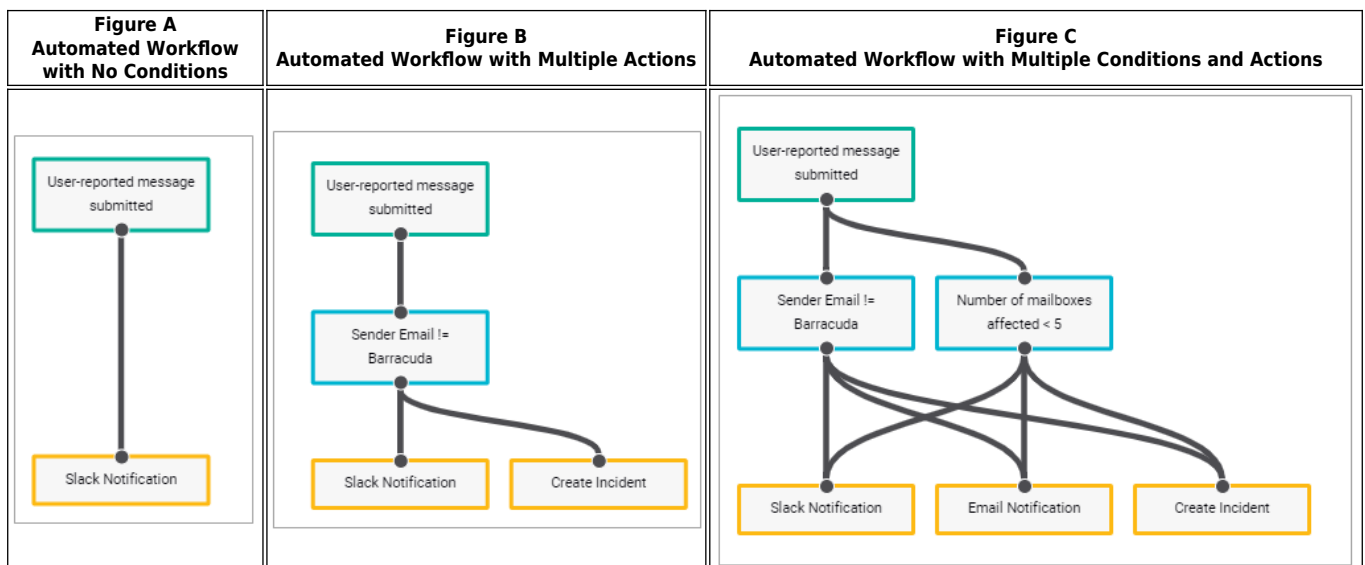 Figure A
Automated Workflow
with No Conditions
Figure B
Automated Workflow with Multiple Actions
Figure C
Automated Workflow with Multiple Conditions and Actions
User-reported message
submitted
Slack Notification
User-reported message
submitted
Sender Email !=
Barracuda
Slack Notification
Create Incident
User-reported message
submitted
Sender Email !=
Barracuda
Number of mailboxes
affected < 5
Slack Notification
Email Notification
Create Incident